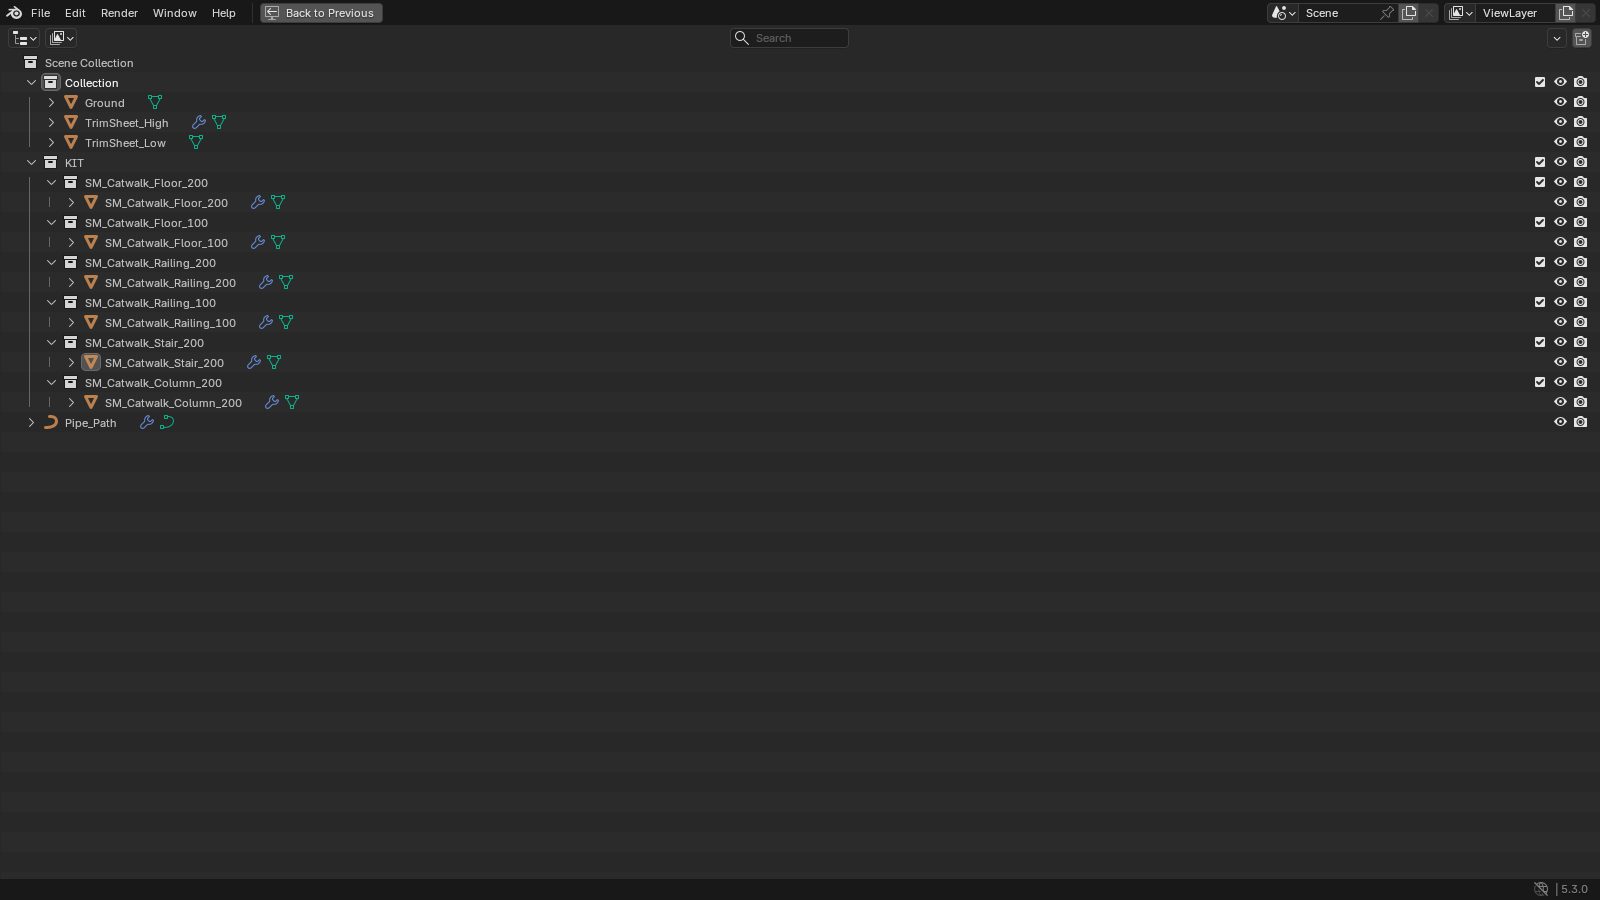 File Edit Render Window Help Back to Previous Scene ViewLayer
Search
Scene Collection
Collection
Ground
TrimSheet_High
TrimSheet_Low
KIT
SM_Catwalk_Floor_200
SM_Catwalk_Floor_200
SM_Catwalk_Floor_100
SM_Catwalk_Floor_100
SM_Catwalk_Railing_200
SM_Catwalk_Railing_200
SM_Catwalk_Railing_100
SM_Catwalk_Railing_100
SM_Catwalk_Stair_200
SM_Catwalk_Stair_200
SM_Catwalk_Column_200
SM_Catwalk_Column_200
Pipe_Path
5.3.0